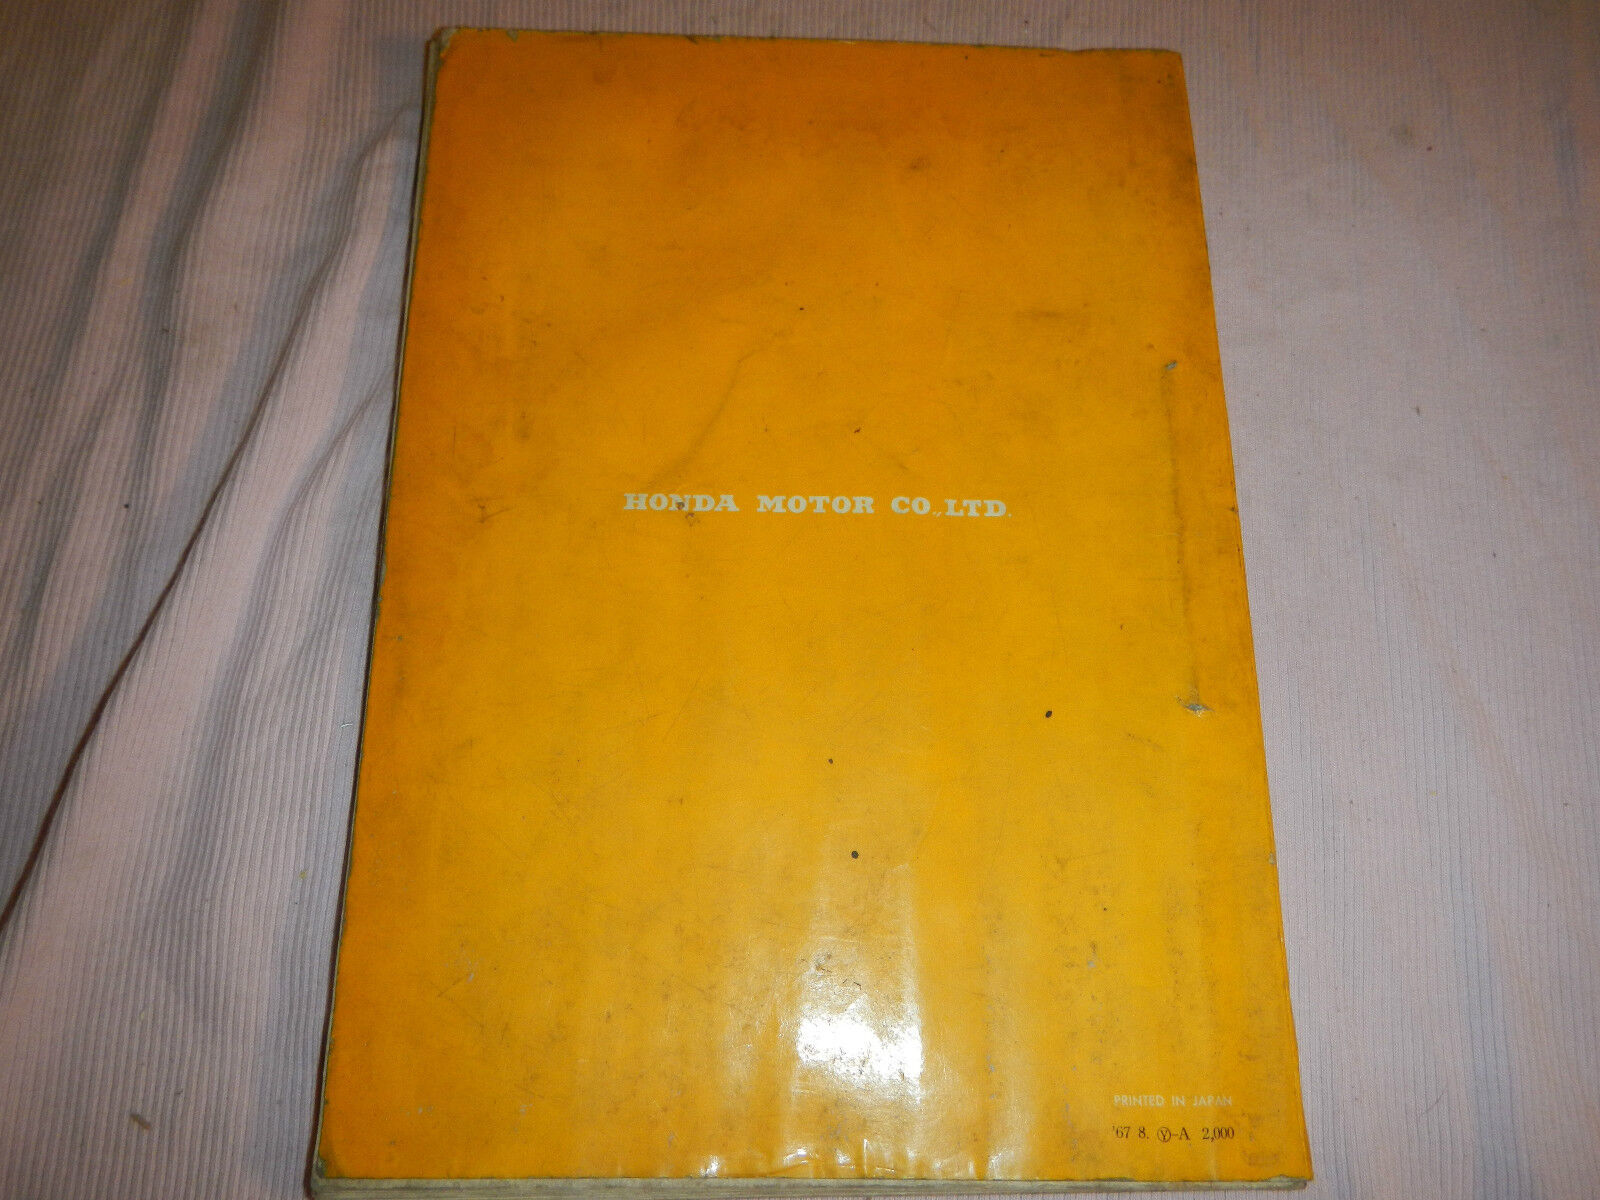 HONDA MOTOR CO.,LTD.
PRINTED IN JAPAN
'67 8. Ⓨ-A 2,000